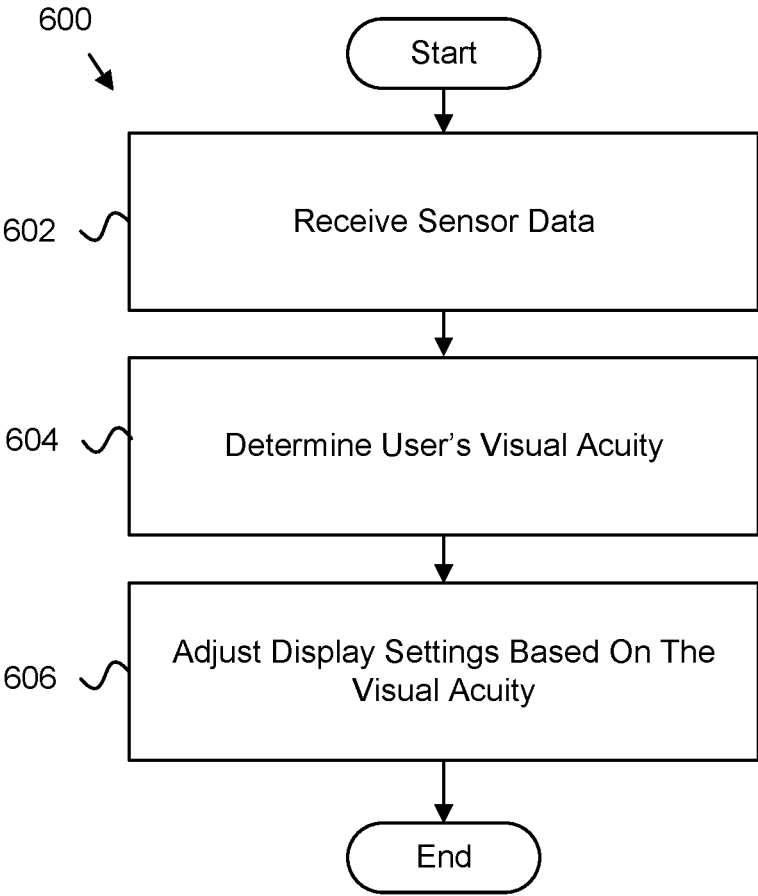 600
Start
602
Receive Sensor Data
604
Determine User's Visual Acuity
606
Adjust Display Settings Based On The
Visual Acuity
End